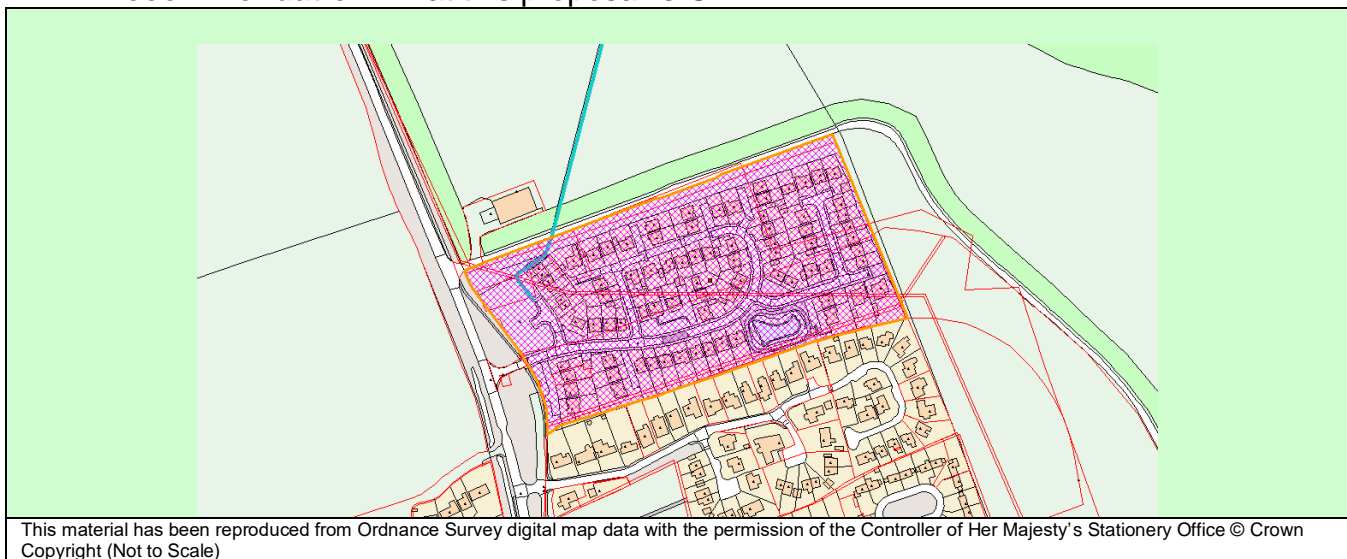 This material has been reproduced from Ordnance Survey digital map data with the permission of the Controller of Her Majesty's Stationery Office © Crown
Copyright (Not to Scale)